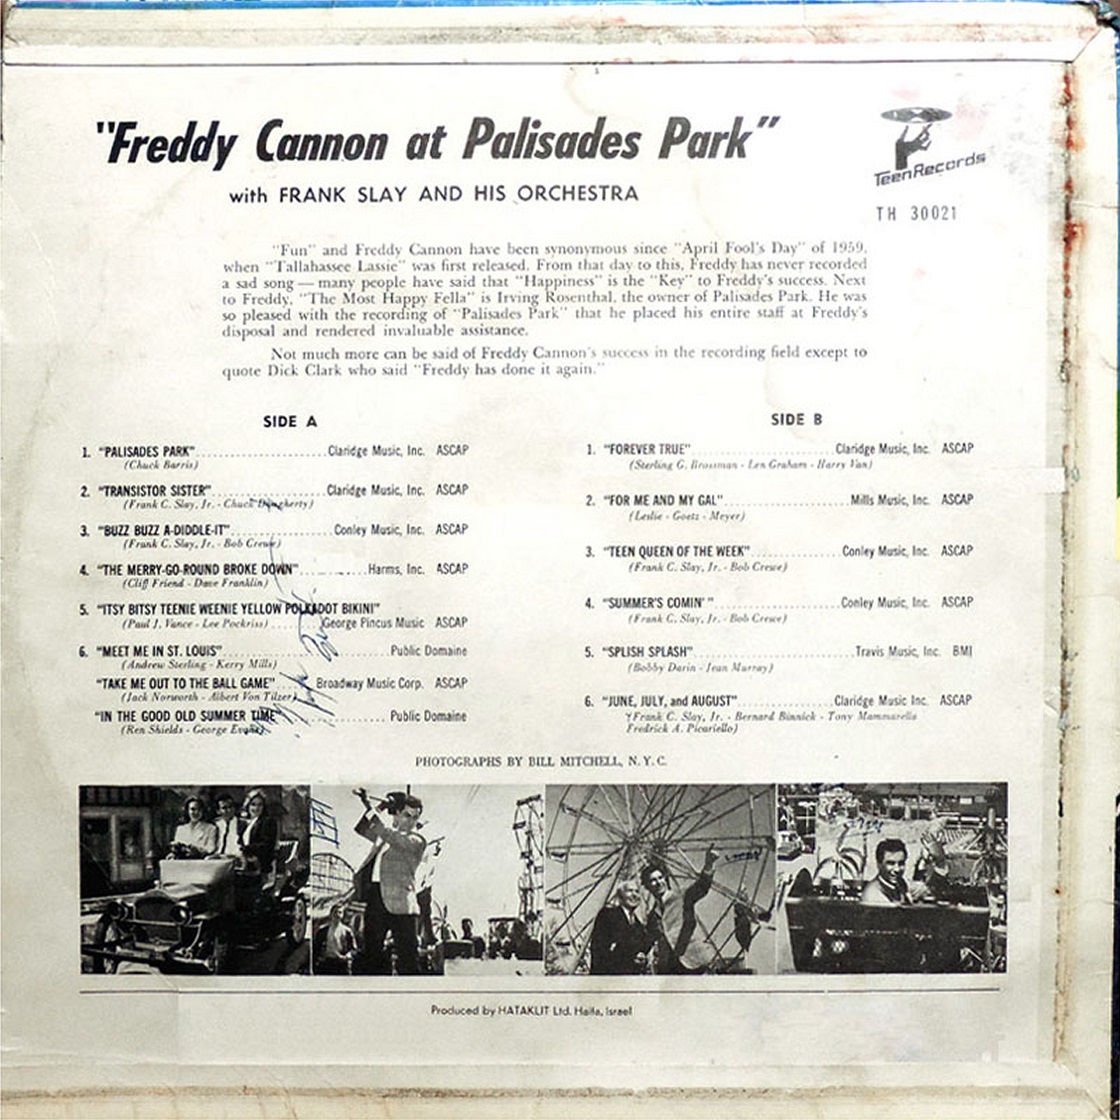 "Freddy Cannon at Palisades Park"
with FRANK SLAY AND HIS ORCHESTRA
TeenRecords
TH 30021
"Fun" and Freddy Cannon have been synonymous since "April Fool's Day" of 1959,
when "Tallahassee Lassie" was first released. From that day to this, Freddy has never recorded
a sad song — many people have said that "Happiness" is the "Key" to Freddy's success. Next
to Freddy, "The Most Happy Fella" is Irving Rosenthal, the owner of Palisades Park. He was
so pleased with the recording of "Palisades Park" that he placed his entire staff at Freddy's
disposal and rendered invaluable assistance.
Not much more can be said of Freddy Cannon's success in the recording field except to
quote Dick Clark who said "Freddy has done it again."
SIDE A
1. "PALISADES PARK" Claridge Music, Inc. ASCAP
(Chuck Barris)
2. "TRANSISTOR SISTER" Claridge Music, Inc. ASCAP
(Frank C. Slay, Jr. - Chuck Dougherty)
3. "BUZZ BUZZ A-DIDDLE-IT" Conley Music, Inc. ASCAP
(Frank C. Slay, Jr. - Bob Crewe)
4. "THE MERRY-GO-ROUND BROKE DOWN" Harms, Inc. ASCAP
(Cliff Friend - Dave Franklin)
5. "ITSY BITSY TEENIE WEENIE YELLOW POLKADOT BIKINI"
(Paul J. Vance - Lee Pockriss) George Pincus Music ASCAP
6. "MEET ME IN ST. LOUIS" Public Domaine
(Andrew Sterling - Kerry Mills)
"TAKE ME OUT TO THE BALL GAME" Broadway Music Corp. ASCAP
(Jack Norworth - Albert Von Tilzer)
"IN THE GOOD OLD SUMMER TIME" Public Domaine
(Ren Shields - George Evans)
SIDE B
1. "FOREVER TRUE" Claridge Music, Inc. ASCAP
(Sterling G. Brossman - Len Graham - Harry Van)
2. "FOR ME AND MY GAL" Mills Music, Inc. ASCAP
(Leslie - Goetz - Meyer)
3. "TEEN QUEEN OF THE WEEK" Conley Music, Inc. ASCAP
(Frank C. Slay, Jr. - Bob Crewe)
4. "SUMMER'S COMIN' " Conley Music, Inc. ASCAP
(Frank C. Slay, Jr. - Bob Crewe)
5. "SPLISH SPLASH" Travis Music, Inc. BMI
(Bobby Darin - Jean Murray)
6. "JUNE, JULY, and AUGUST" Claridge Music Inc. ASCAP
(Frank C. Slay, Jr. - Bernard Binnick - Tony Mammarella
Fredrick A. Picariello)
PHOTOGRAPHS BY BILL MITCHELL, N.Y.C.
Produced by HATAKLIT Ltd. Haifa, Israel